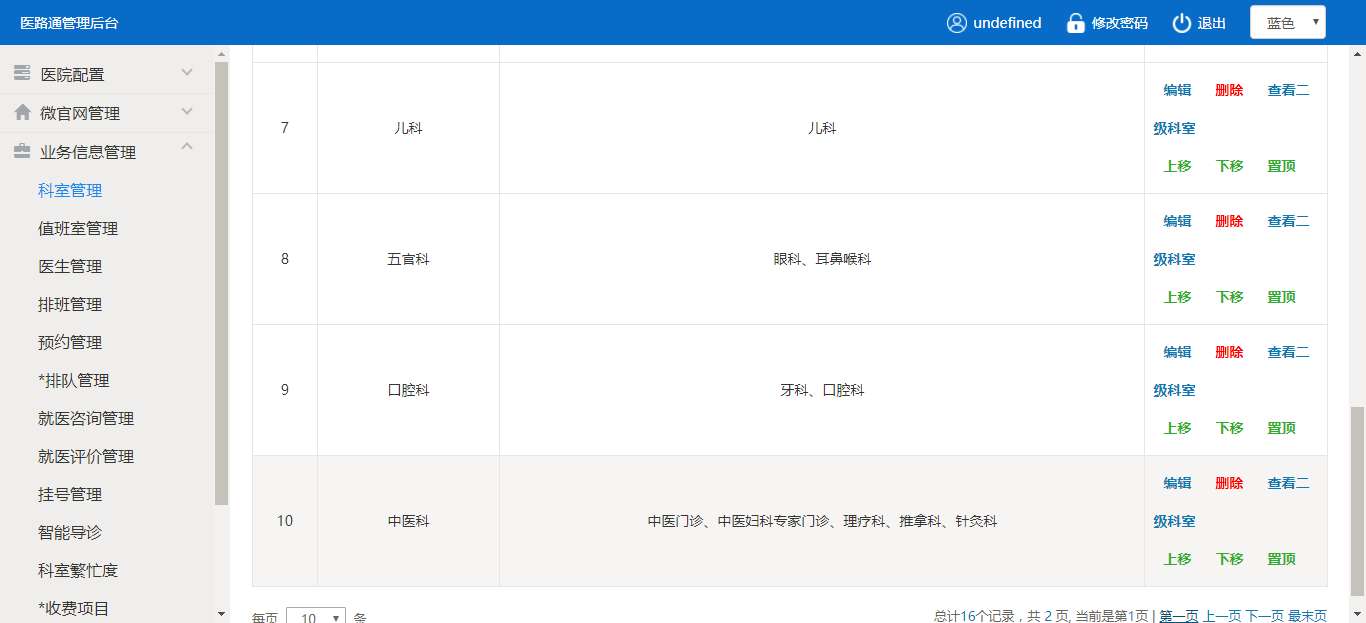 医路通管理后台
undefined 修改密码 退出 蓝色
医院配置
微官网管理
业务信息管理
科室管理
值班室管理
医生管理
排班管理
预约管理
*排队管理
就医咨询管理
就医评价管理
挂号管理
智能导诊
科室繁忙度
*收费项目
7 儿科 儿科 编辑 删除 查看二
级科室
上移 下移 置顶
8 五官科 眼科、耳鼻喉科 编辑 删除 查看二
级科室
上移 下移 置顶
9 口腔科 牙科、口腔科 编辑 删除 查看二
级科室
上移 下移 置顶
10 中医科 中医门诊、中医妇科专家门诊、理疗科、推拿科、针灸科 编辑 删除 查看二
级科室
上移 下移 置顶
每页 10 条 总计16个记录，共 2 页, 当前是第1页 | 第一页 上一页 下一页 最末页